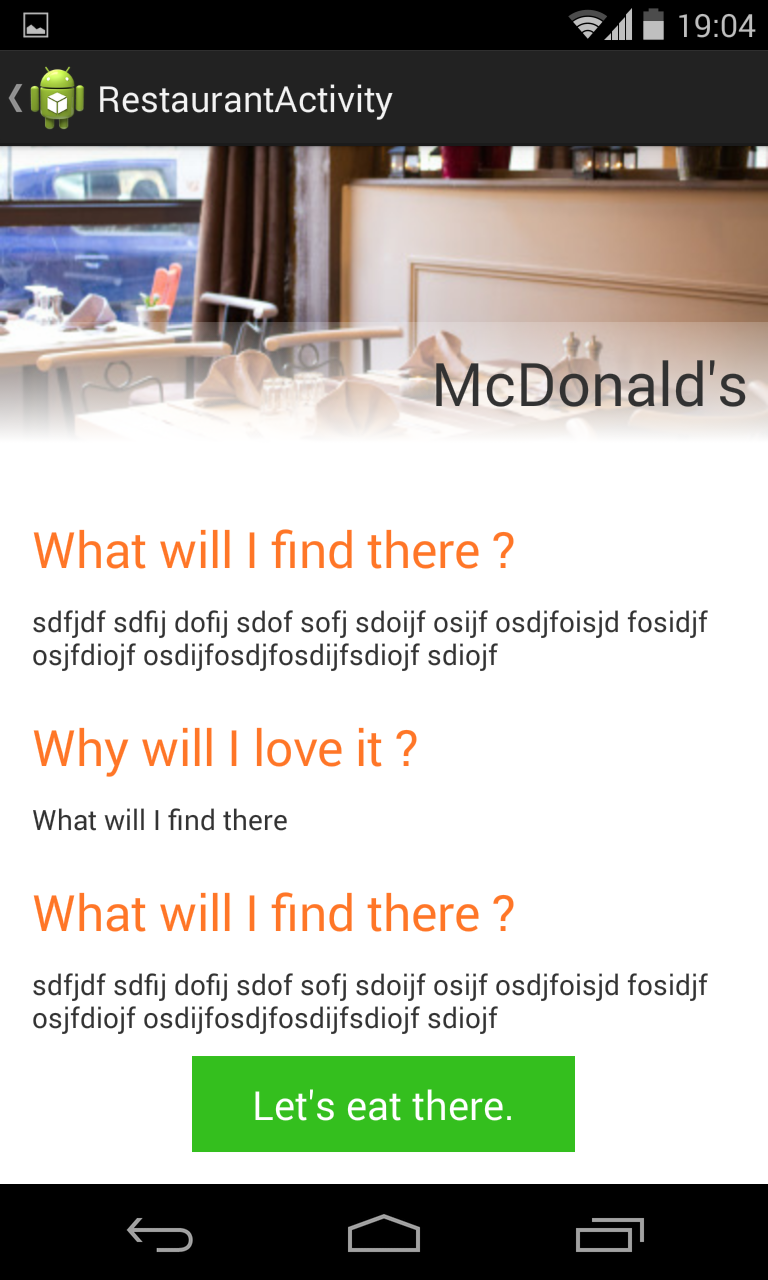 19:04
RestaurantActivity
McDonald's
What will I find there ?
sdfjdf sdfij dofij sdof sofj sdoijf osijf osdjfoisjd fosidjf
osjfdiojf osdijfosdjfosdijfsdiojf sdiojf
Why will I love it ?
What will I find there
What will I find there ?
sdfjdf sdfij dofij sdof sofj sdoijf osijf osdjfoisjd fosidjf
osjfdiojf osdijfosdjfosdijfsdiojf sdiojf
Let's eat there.